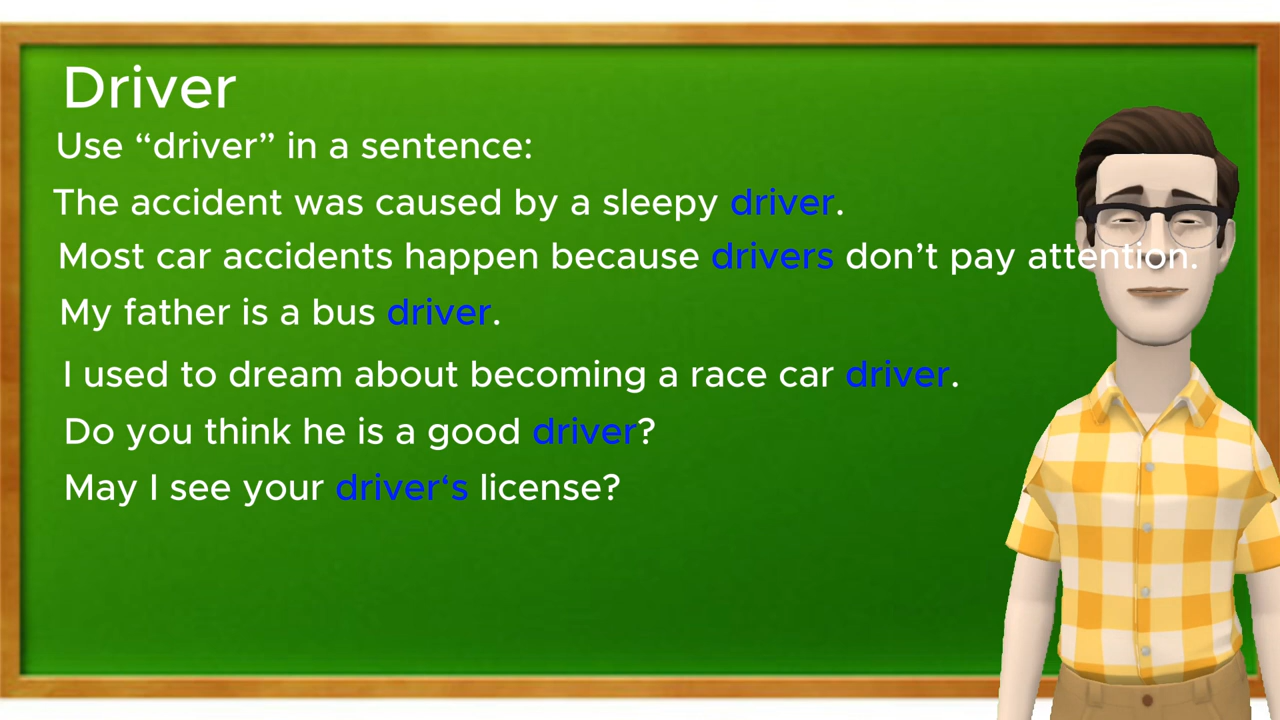 Driver
Use “driver” in a sentence:
The accident was caused by a sleepy driver.
Most car accidents happen because drivers don’t pay attention.
My father is a bus driver.
I used to dream about becoming a race car driver.
Do you think he is a good driver?
May I see your driver‘s license?